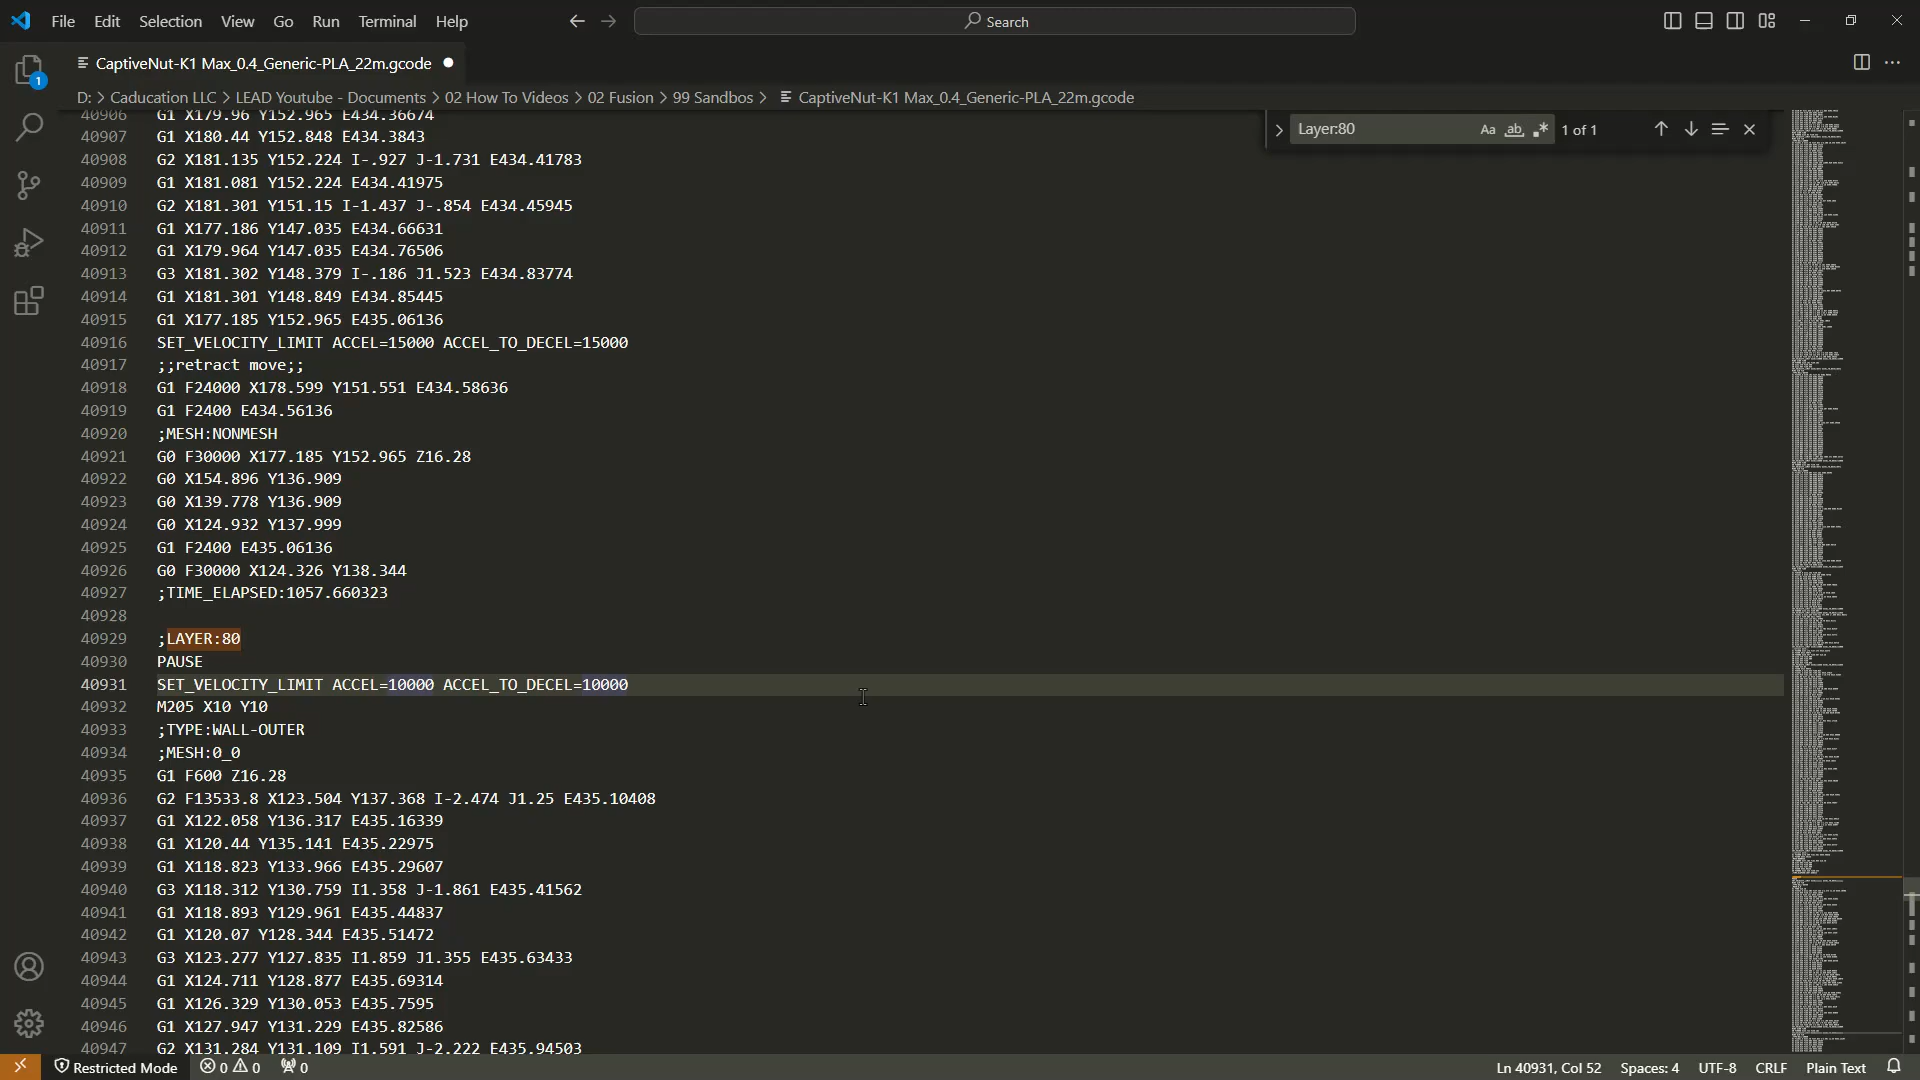 File Edit Selection View Go Run Terminal Help
Search
CaptiveNut-K1 Max_0.4_Generic-PLA_22m.gcode
1
D: > Caducation LLC > LEAD Youtube - Documents > 02 How To Videos > 02 Fusion > 99 Sandbos > CaptiveNut-K1 Max_0.4_Generic-PLA_22m.gcode
Layer:80 Aa ab 1 of 1
40906 G1 X179.96 Y152.965 E434.36674
40907 G1 X180.44 Y152.848 E434.3843
40908 G2 X181.135 Y152.224 I-.927 J-1.731 E434.41783
40909 G1 X181.081 Y152.224 E434.41975
40910 G2 X181.301 Y151.15 I-1.437 J-.854 E434.45945
40911 G1 X177.186 Y147.035 E434.66631
40912 G1 X179.964 Y147.035 E434.76506
40913 G3 X181.302 Y148.379 I-.186 J1.523 E434.83774
40914 G1 X181.301 Y148.849 E434.85445
40915 G1 X177.185 Y152.965 E435.06136
40916 SET_VELOCITY_LIMIT ACCEL=15000 ACCEL_TO_DECEL=15000
40917 ;;retract move;;
40918 G1 F24000 X178.599 Y151.551 E434.58636
40919 G1 F2400 E434.56136
40920 ;MESH:NONMESH
40921 G0 F30000 X177.185 Y152.965 Z16.28
40922 G0 X154.896 Y136.909
40923 G0 X139.778 Y136.909
40924 G0 X124.932 Y137.999
40925 G1 F2400 E435.06136
40926 G0 F30000 X124.326 Y138.344
40927 ;TIME_ELAPSED:1057.660323
40928
40929 ;LAYER:80
40930 PAUSE
40931 SET_VELOCITY_LIMIT ACCEL=10000 ACCEL_TO_DECEL=10000
40932 M205 X10 Y10
40933 ;TYPE:WALL-OUTER
40934 ;MESH:0_0
40935 G1 F600 Z16.28
40936 G2 F13533.8 X123.504 Y137.368 I-2.474 J1.25 E435.10408
40937 G1 X122.058 Y136.317 E435.16339
40938 G1 X120.44 Y135.141 E435.22975
40939 G1 X118.823 Y133.966 E435.29607
40940 G3 X118.312 Y130.759 I1.358 J-1.861 E435.41562
40941 G1 X118.893 Y129.961 E435.44837
40942 G1 X120.07 Y128.344 E435.51472
40943 G3 X123.277 Y127.835 I1.859 J1.355 E435.63433
40944 G1 X124.711 Y128.877 E435.69314
40945 G1 X126.329 Y130.053 E435.7595
40946 G1 X127.947 Y131.229 E435.82586
40947 G2 X131.284 Y131.109 I1.591 J-2.222 E435.94503
Restricted Mode 0 0 0 Ln 40931, Col 52 Spaces: 4 UTF-8 CRLF Plain Text